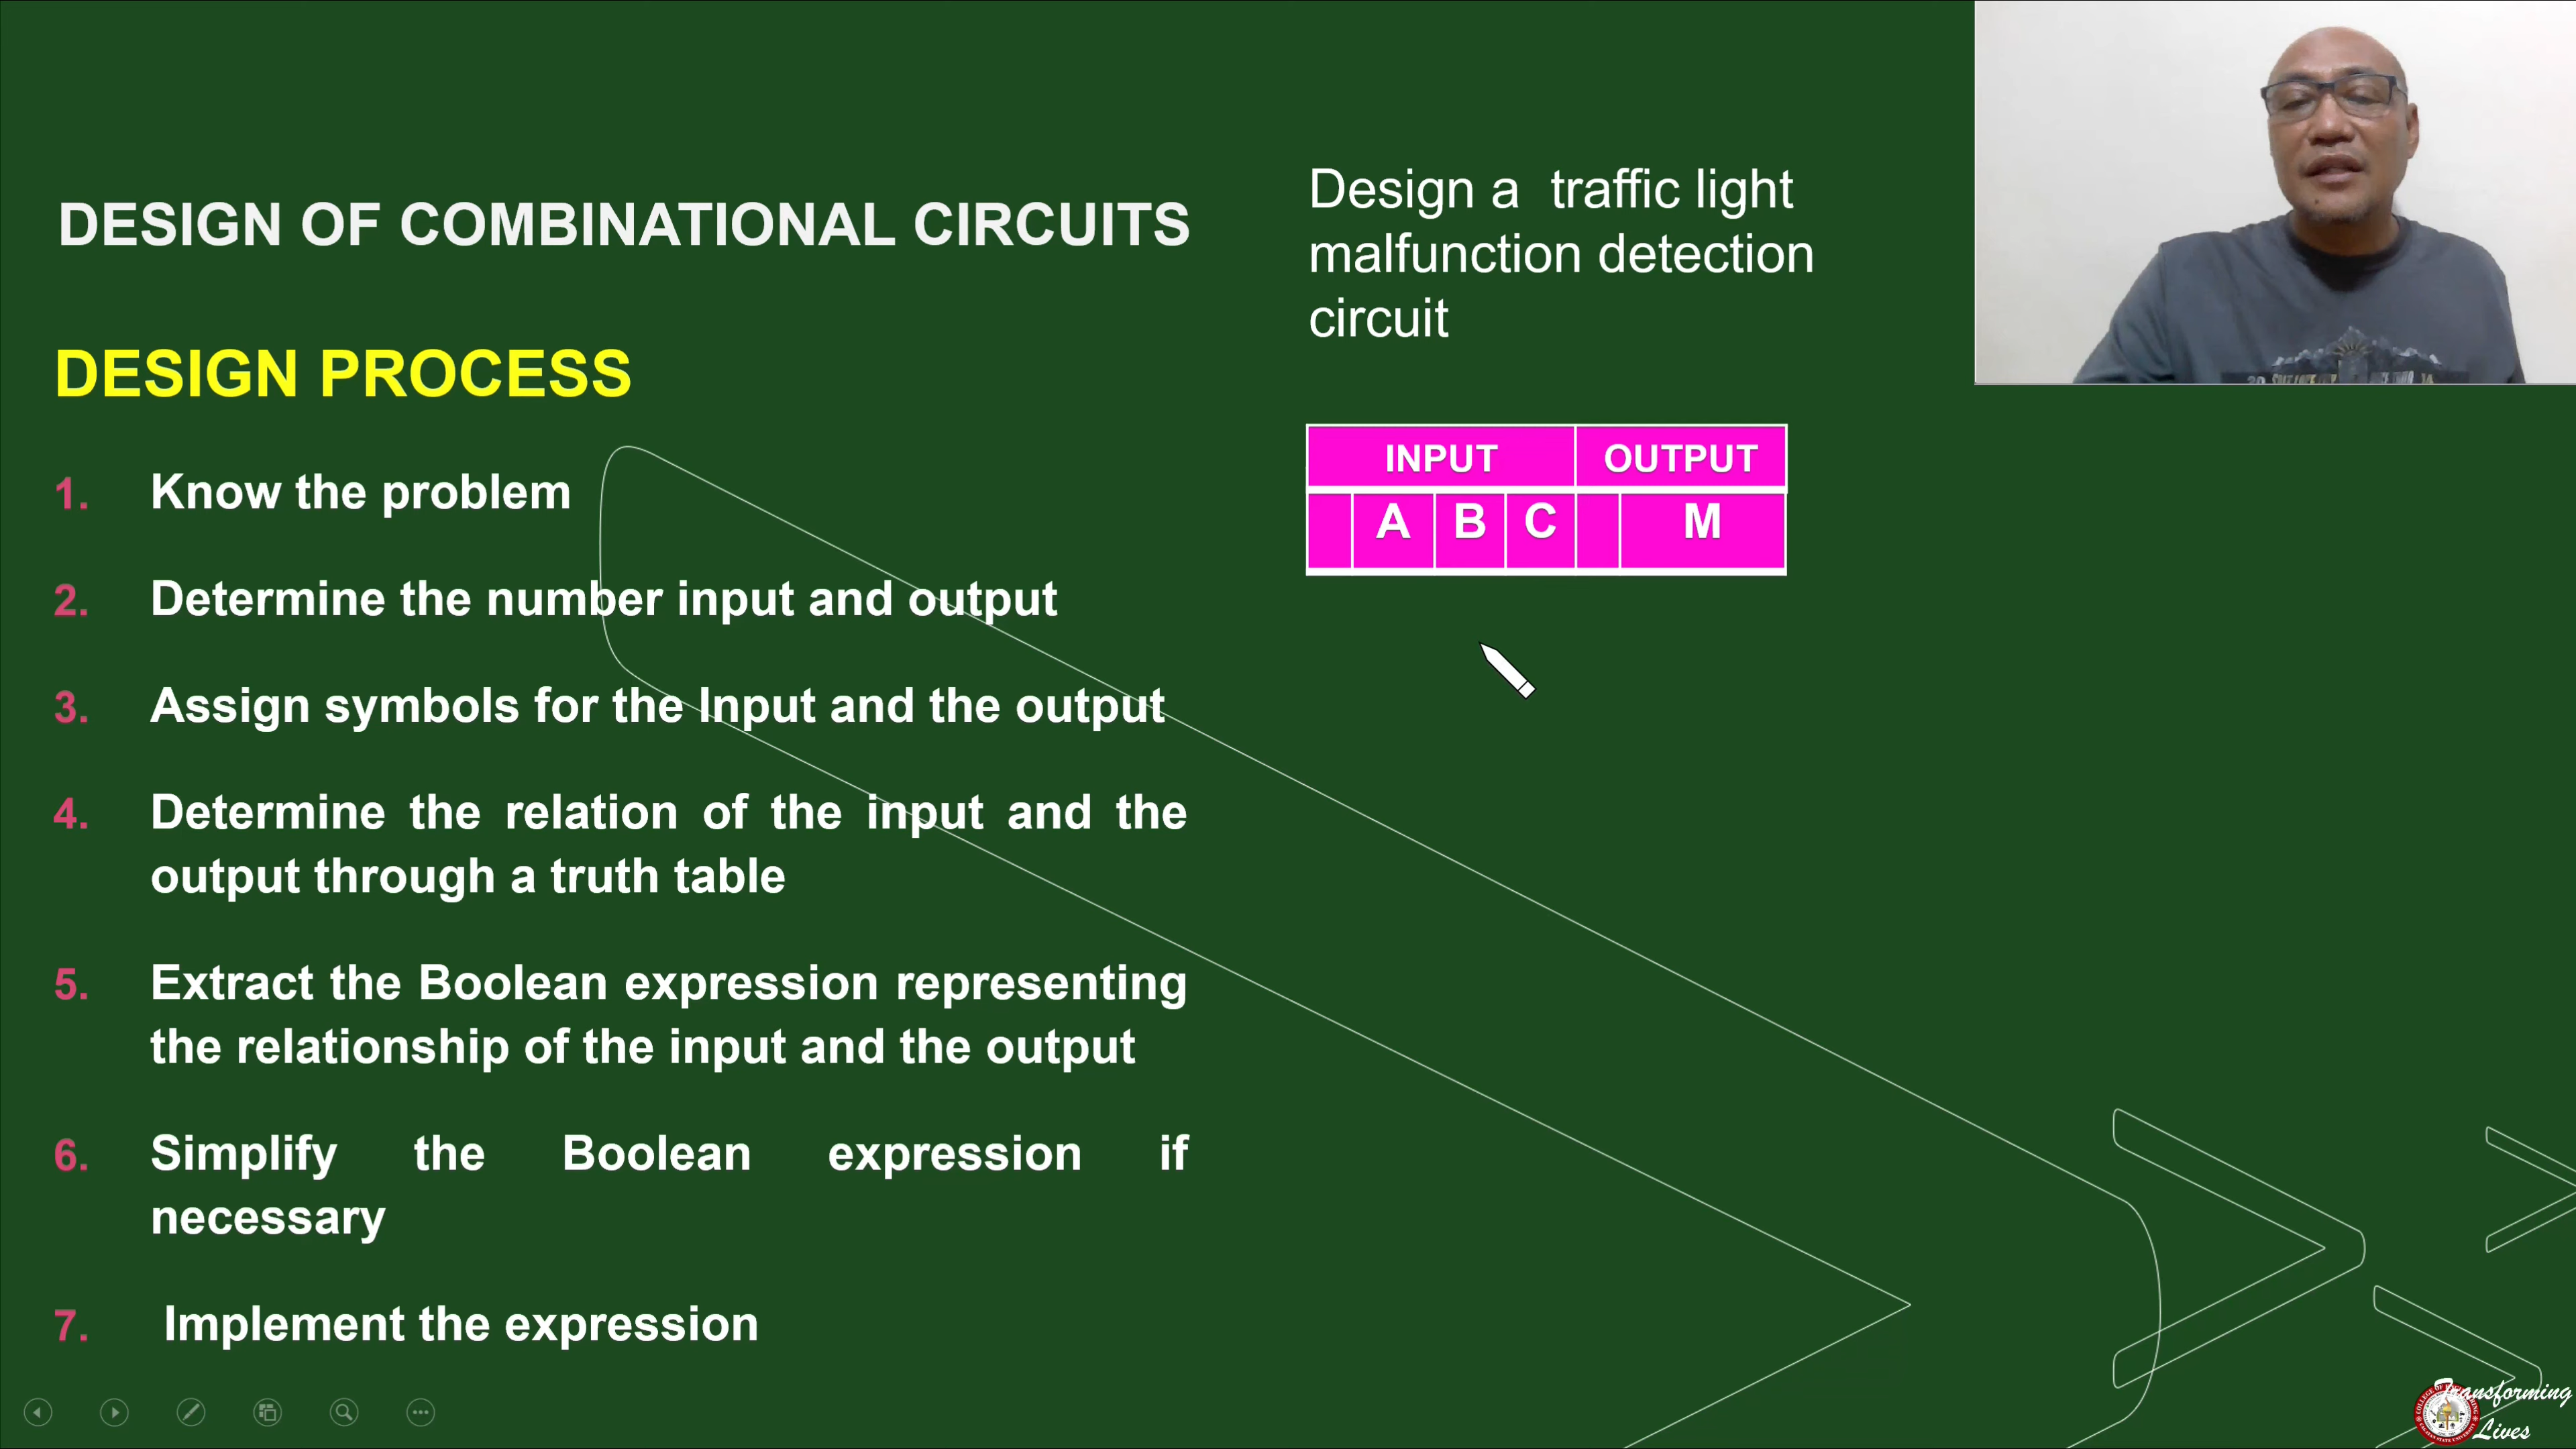 DESIGN OF COMBINATIONAL CIRCUITS
DESIGN PROCESS
1. Know the problem
2. Determine the number input and output
3. Assign symbols for the Input and the output
4. Determine the relation of the input and the
output through a truth table
5. Extract the Boolean expression representing
the relationship of the input and the output
6. Simplify the Boolean expression if
necessary
7. Implement the expression
Design a traffic light
malfunction detection
circuit
INPUT OUTPUT
A B C M
Transforming
Lives